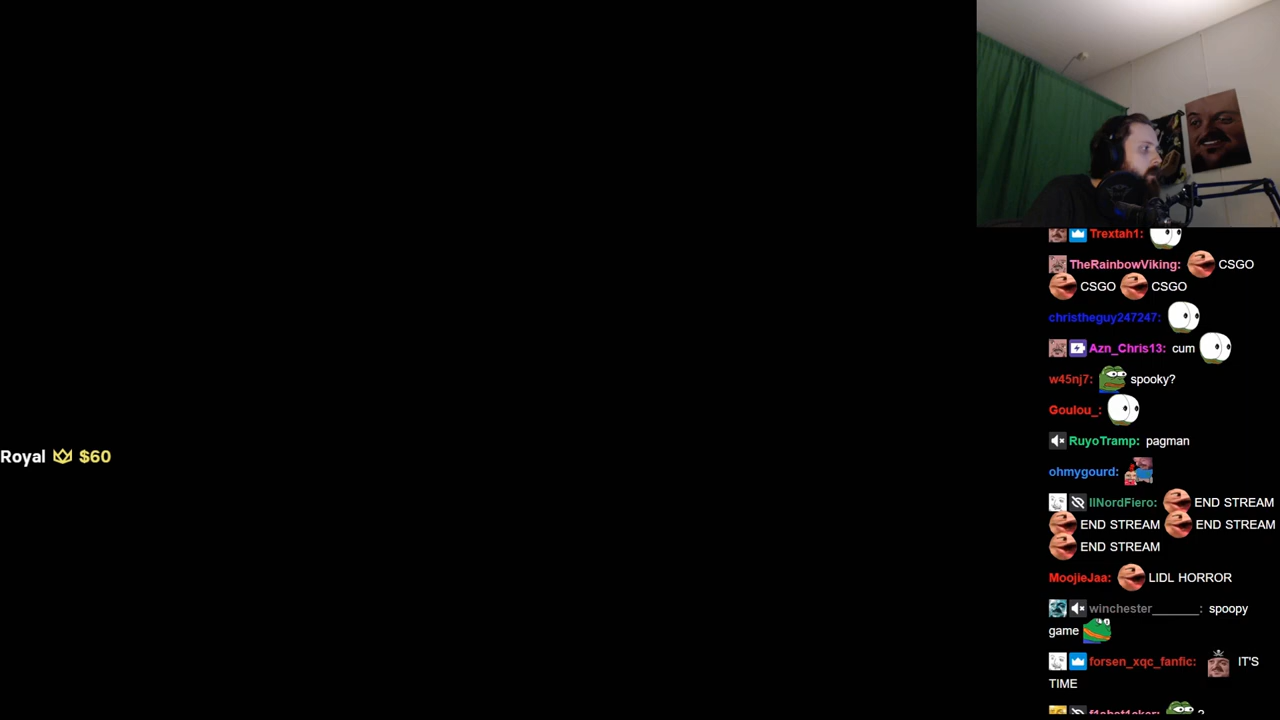 Trextah1:
TheRainbowViking: CSGO
CSGO CSGO
christheguy247247:
Azn_Chris13: cum
w45nj7: spooky?
Goulou_:
Royal $60
RuyoTramp: pagman
ohmygourd:
END STREAM
END STREAM END STREAM
END STREAM
MoojieJaa: LIDL HORROR
winchester_______: spoopy
game
forsen_xqc_fanfic: IT'S
TIME